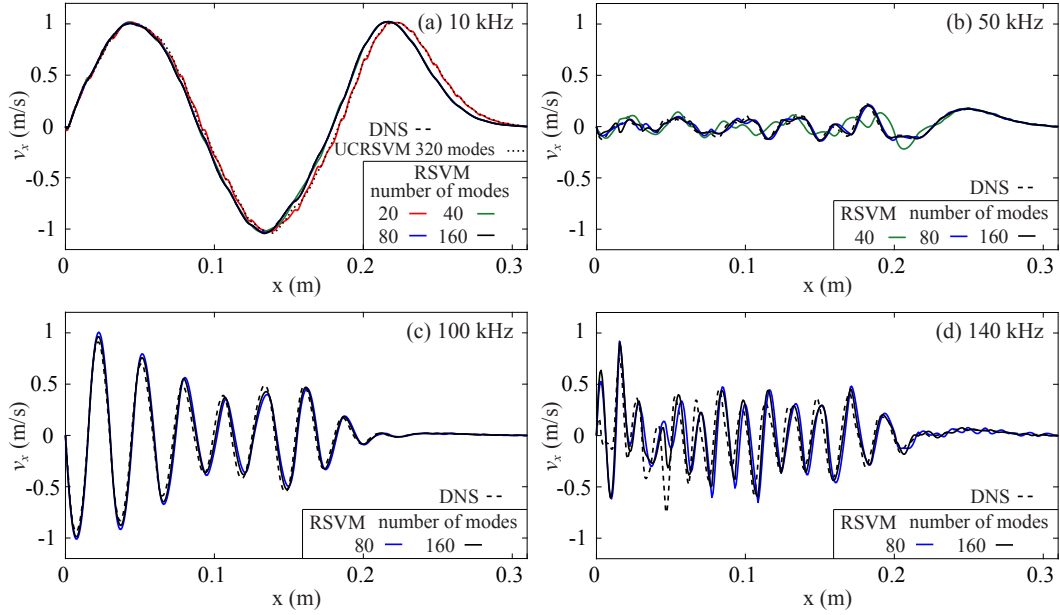 (a) 10 kHz
1
0.5
0
-0.5
-1
v_x (m/s)
DNS --
UCRSVM 320 modes ......
RSVM
number of modes
20 — 40 —
80 — 160 —
0 0.1 0.2 0.3
x (m)
(b) 50 kHz
1
0.5
0
-0.5
-1
v_x (m/s)
DNS --
RSVM number of modes
40 — 80 — 160 —
0 0.1 0.2 0.3
x (m)
(c) 100 kHz
1
0.5
0
-0.5
-1
v_x (m/s)
DNS --
RSVM number of modes
80 — 160 —
0 0.1 0.2 0.3
x (m)
(d) 140 kHz
1
0.5
0
-0.5
-1
v_x (m/s)
DNS --
RSVM number of modes
80 — 160 —
0 0.1 0.2 0.3
x (m)